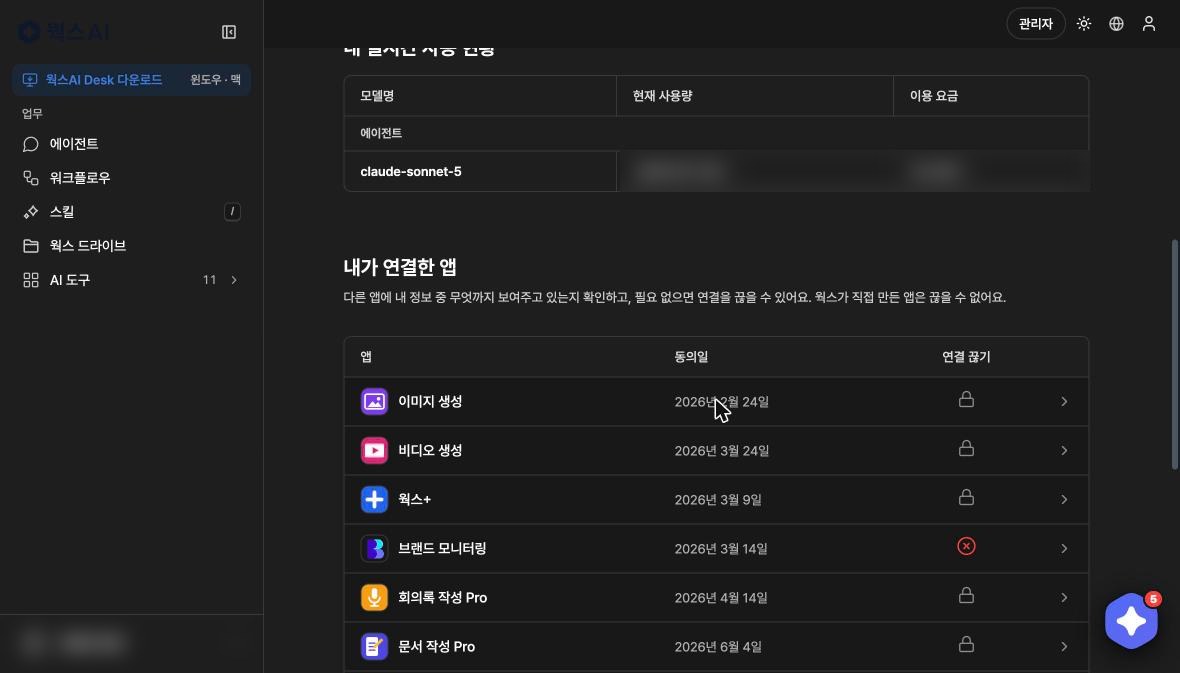 웍스AI
관리자
웍스AI Desk 다운로드 윈도우 · 맥
업무
에이전트
워크플로우
스킬 /
웍스 드라이브
AI 도구 11
모델명 현재 사용량 이용 요금
에이전트
claude-sonnet-5
내가 연결한 앱
다른 앱에 내 정보 중 무엇까지 보여주고 있는지 확인하고, 필요 없으면 연결을 끊을 수 있어요. 웍스가 직접 만든 앱은 끊을 수 없어요.
앱 동의일 연결 끊기
이미지 생성 2026년 2월 24일
비디오 생성 2026년 3월 24일
웍스+ 2026년 3월 9일
브랜드 모니터링 2026년 3월 14일
회의록 작성 Pro 2026년 4월 14일
문서 작성 Pro 2026년 6월 4일
5